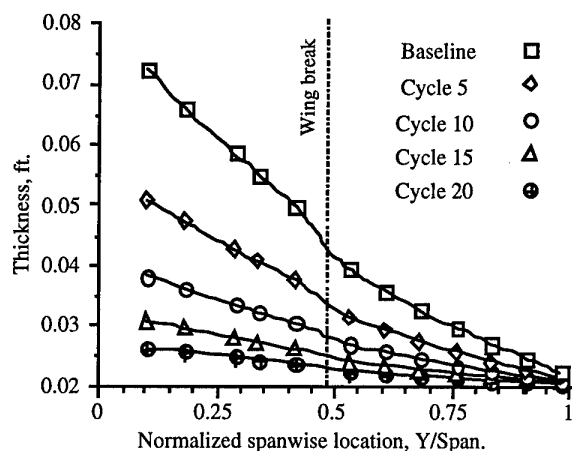 0.08
0.07
0.06
0.05
0.04
0.03
0.02
Thickness, ft.
Wing break
Baseline
Cycle 5
Cycle 10
Cycle 15
Cycle 20
0 0.25 0.5 0.75 1
Normalized spanwise location, Y/Span.